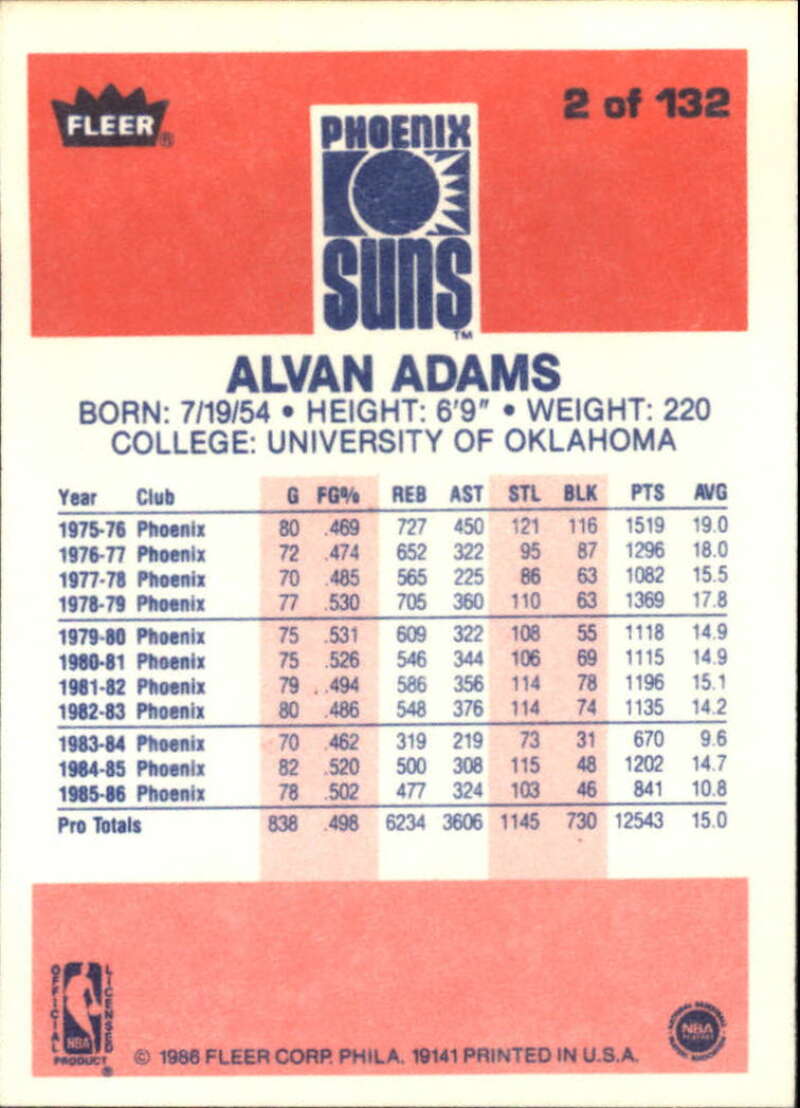 FLEER®
2 of 132
PHOENIX
SUNS
TM
ALVAN ADAMS
BORN: 7/19/54 • HEIGHT: 6'9" • WEIGHT: 220
COLLEGE: UNIVERSITY OF OKLAHOMA
Year Club G FG% REB AST STL BLK PTS AVG
1975-76 Phoenix 80 .469 727 450 121 116 1519 19.0
1976-77 Phoenix 72 .474 652 322 95 87 1296 18.0
1977-78 Phoenix 70 .485 565 225 86 63 1082 15.5
1978-79 Phoenix 77 .530 705 360 110 63 1369 17.8
1979-80 Phoenix 75 .531 609 322 108 55 1118 14.9
1980-81 Phoenix 75 .526 546 344 106 69 1115 14.9
1981-82 Phoenix 79 .494 586 356 114 78 1196 15.1
1982-83 Phoenix 80 .486 548 376 114 74 1135 14.2
1983-84 Phoenix 70 .462 319 219 73 31 670 9.6
1984-85 Phoenix 82 .520 500 308 115 48 1202 14.7
1985-86 Phoenix 78 .502 477 324 103 46 841 10.8
Pro Totals 838 .498 6234 3606 1145 730 12543 15.0
OFFICIAL LICENSED
NBA
PRODUCT ®
© 1986 FLEER CORP. PHILA. 19141 PRINTED IN U.S.A.
NATIONAL BASKETBALL
NBA
PLAYERS
ASSOCIATION